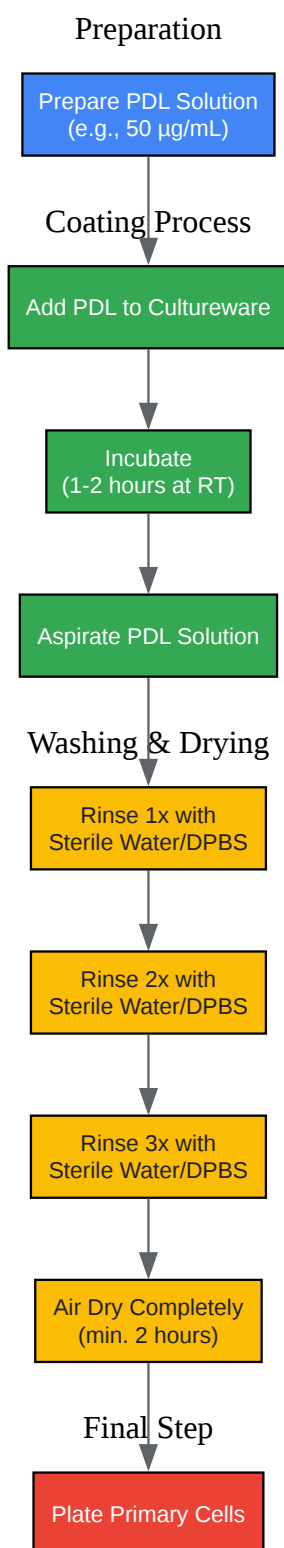 Preparation
Prepare PDL Solution
(e.g., 50 µg/mL)
Coating Process
Add PDL to Cultureware
Incubate
(1-2 hours at RT)
Aspirate PDL Solution
Washing & Drying
Rinse 1x with
Sterile Water/DPBS
Rinse 2x with
Sterile Water/DPBS
Rinse 3x with
Sterile Water/DPBS
Air Dry Completely
(min. 2 hours)
Final Step
Plate Primary Cells